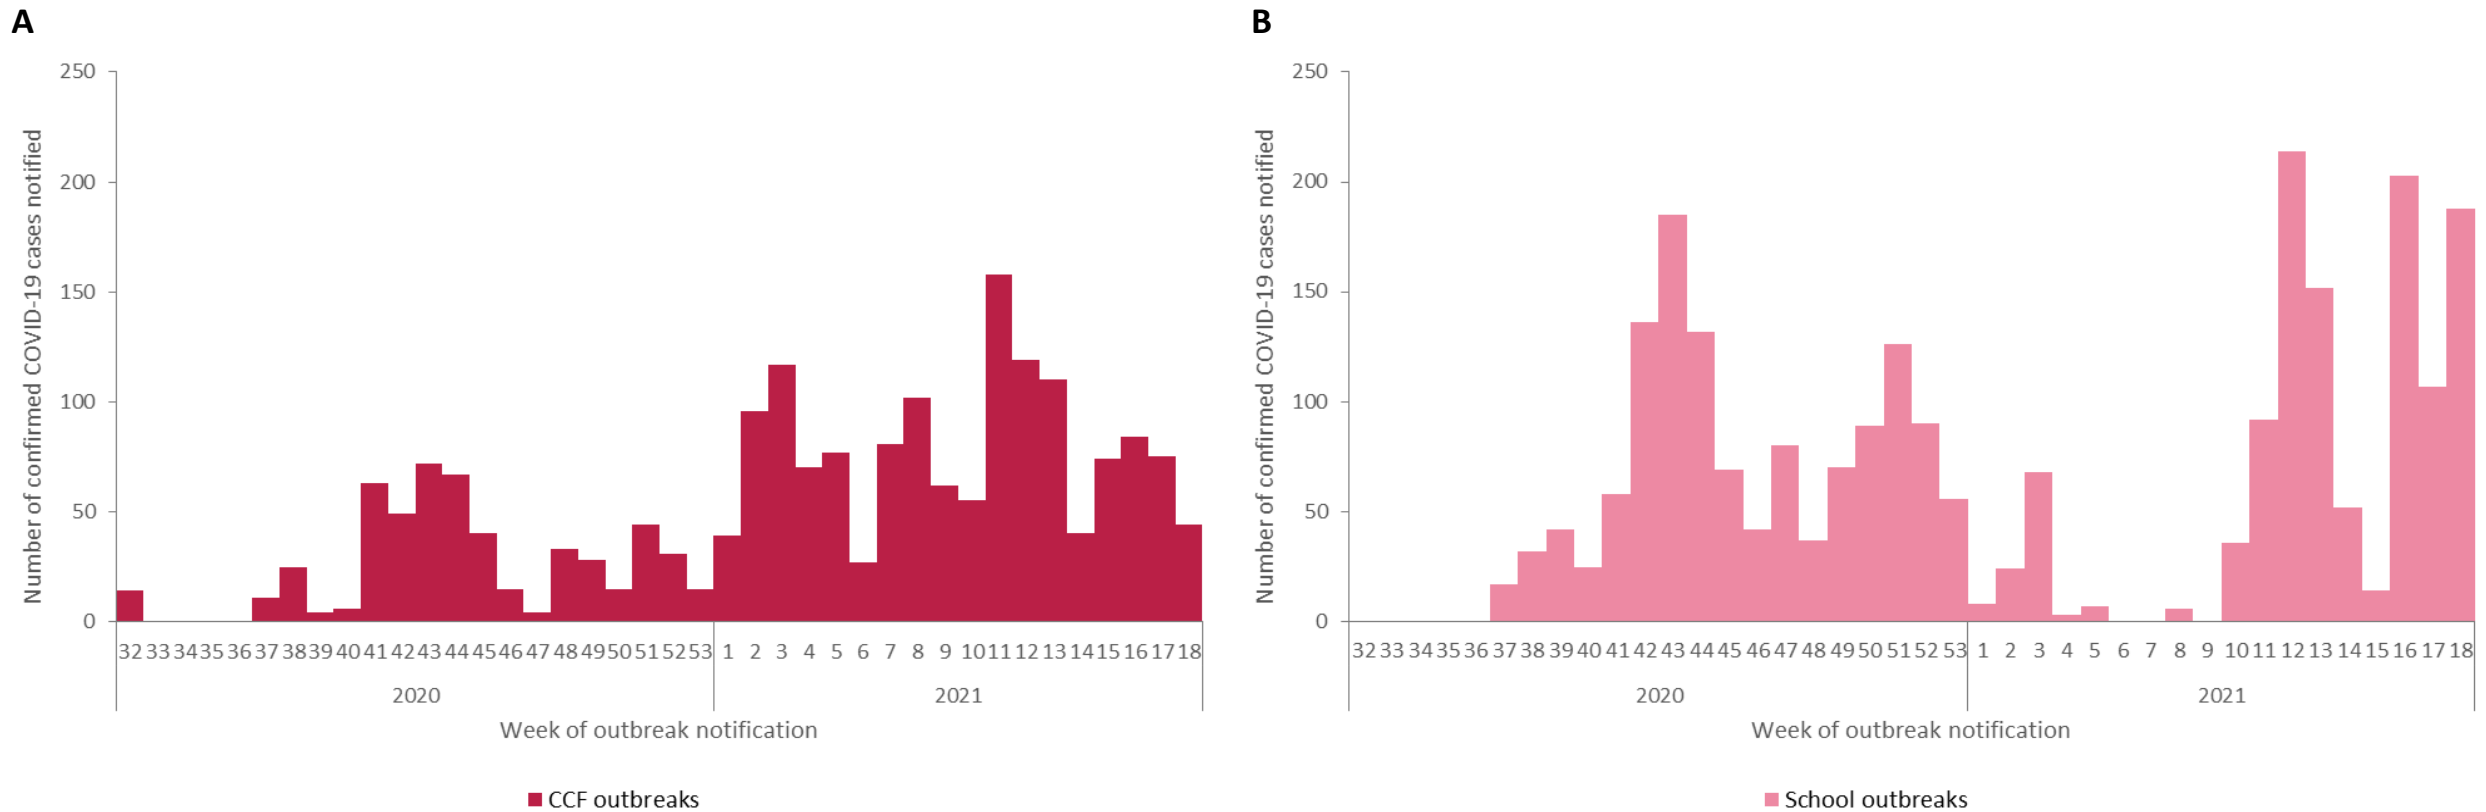 A
Number of confirmed COVID-19 cases notified
250
200
150
100
50
0
32 33 34 35 36 37 38 39 40 41 42 43 44 45 46 47 48 49 50 51 52 53 1 2 3 4 5 6 7 8 9 10 11 12 13 14 15 16 17 18
2020 2021
Week of outbreak notification
CCF outbreaks
B
Number of confirmed COVID-19 cases notified
250
200
150
100
50
0
32 33 34 35 36 37 38 39 40 41 42 43 44 45 46 47 48 49 50 51 52 53 1 2 3 4 5 6 7 8 9 10 11 12 13 14 15 16 17 18
2020 2021
Week of outbreak notification
School outbreaks